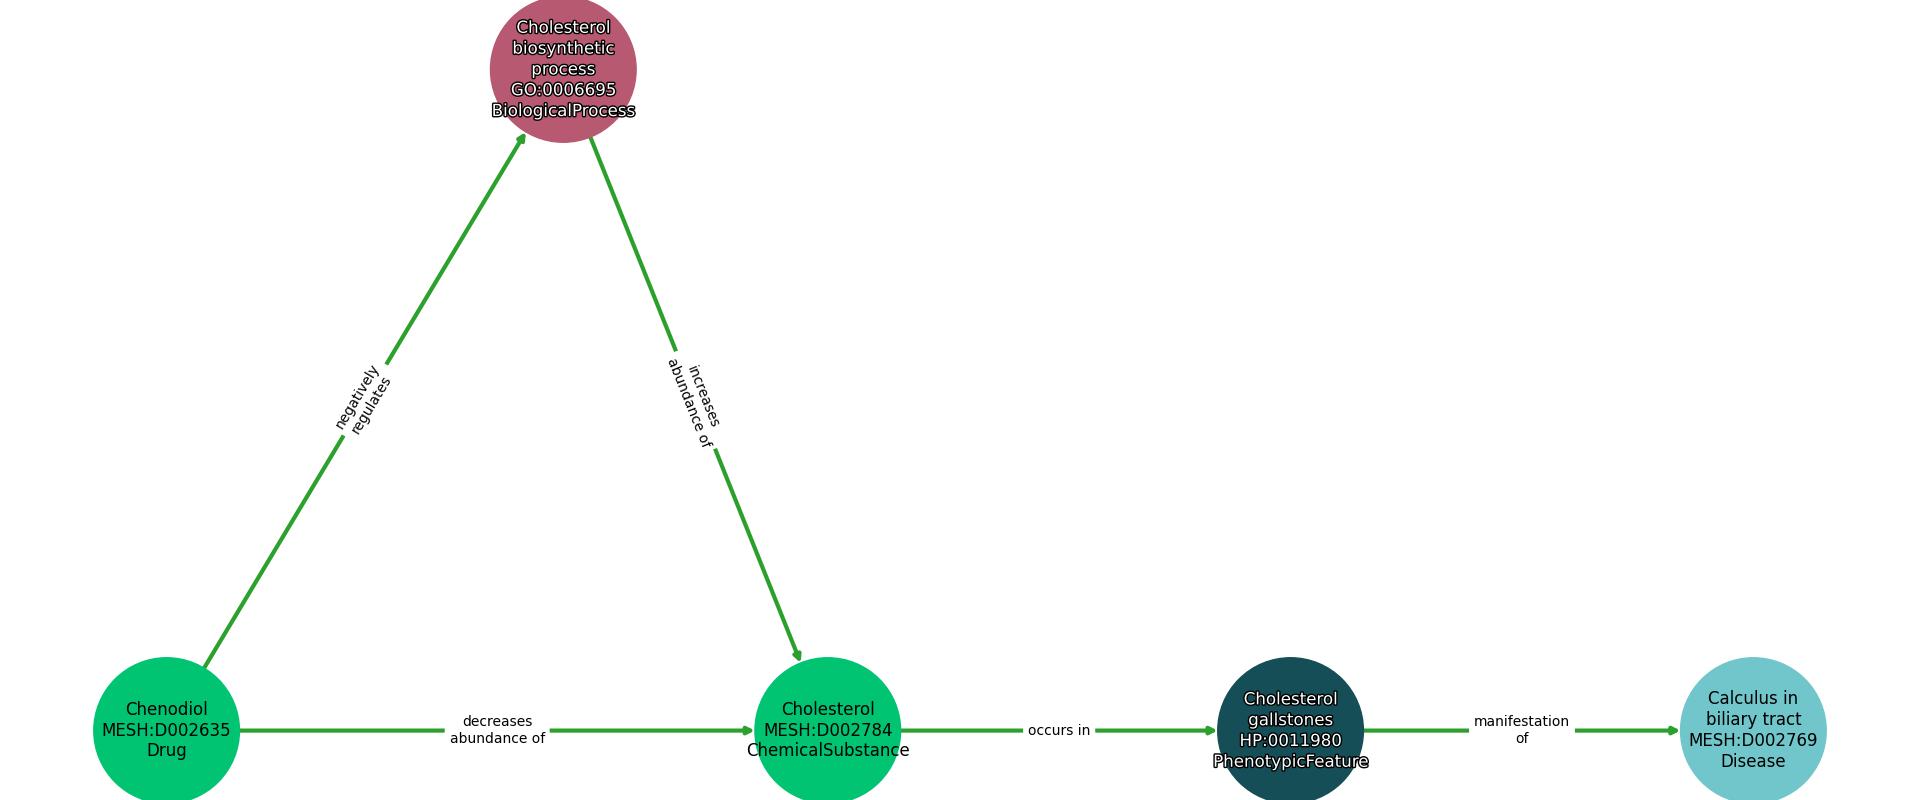 Cholesterol
biosynthetic
process
GO:0006695
BiologicalProcess
negatively
regulates
increases
abundance of
Chenodiol
MESH:D002635
Drug
decreases
abundance of
Cholesterol
MESH:D002784
ChemicalSubstance
occurs in
Cholesterol
gallstones
HP:0011980
PhenotypicFeature
manifestation
of
Calculus in
biliary tract
MESH:D002769
Disease